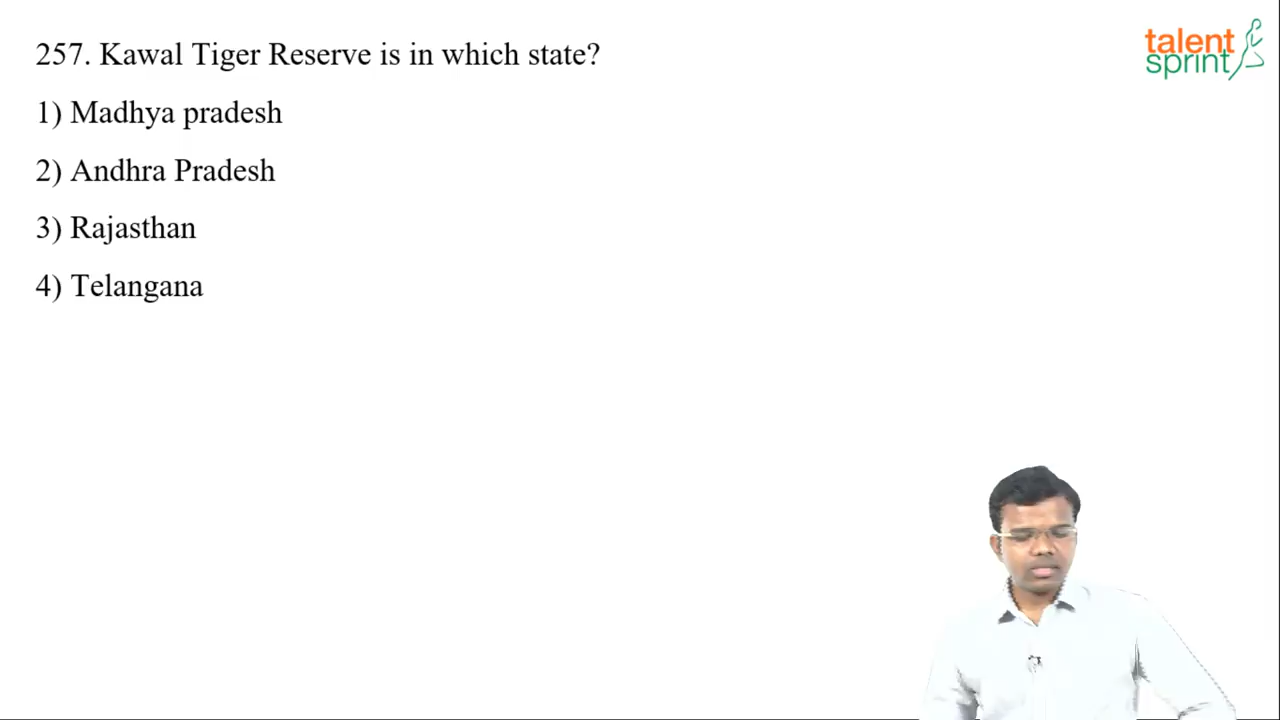 257. Kawal Tiger Reserve is in which state?
1) Madhya pradesh
2) Andhra Pradesh
3) Rajasthan
4) Telangana
talent
sprint